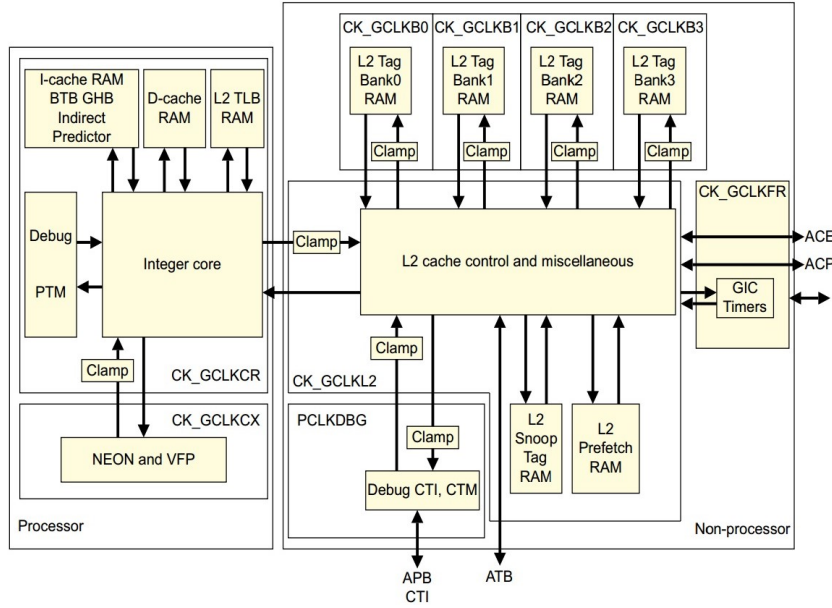 CK_GCLKB0
CK_GCLKB1
CK_GCLKB2
CK_GCLKB3
L2 Tag
Bank0
RAM
L2 Tag
Bank1
RAM
L2 Tag
Bank2
RAM
L2 Tag
Bank3
RAM
Clamp
Clamp
Clamp
Clamp
I-cache RAM
BTB GHB
Indirect
Predictor
D-cache
RAM
L2 TLB
RAM
Debug
PTM
Integer core
Clamp
L2 cache control and miscellaneous
CK_GCLKFR
ACE
ACP
GIC
Timers
Clamp
CK_GCLKCR
Clamp
CK_GCLKL2
CK_GCLKCX
NEON and VFP
Processor
PCLKDBG
Clamp
Debug CTI, CTM
L2
Snoop
Tag
RAM
L2
Prefetch
RAM
Non-processor
APB
CTI
ATB